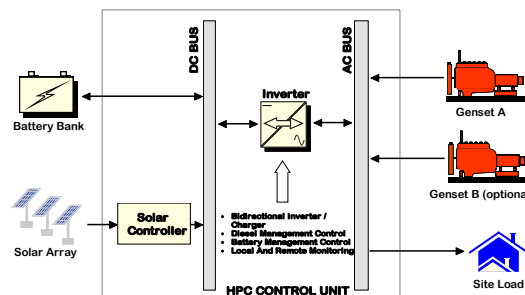 DC BUS
AC BUS
Inverter
Battery Bank
Genset A
Genset B (optiona
Solar
Controller
Solar Array
• Bidirectional Inverter /
Charger
• Diesel Management Control
• Battery Management Control
• Local And Remote Monitoring
Site Load
HPC CONTROL UNIT